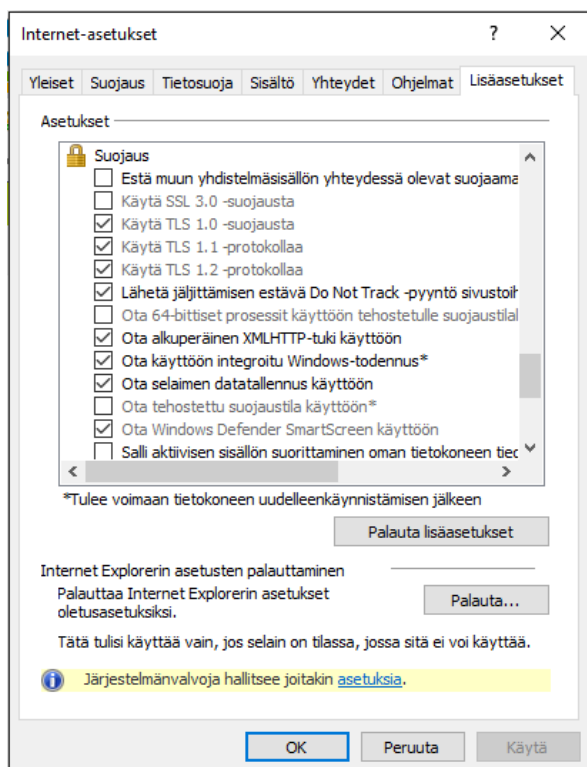 Internet-asetukset
Yleiset Suojaus Tietosuoja Sisältö Yhteydet Ohjelmat Lisäasetukset
Asetukset
Suojaus
Estä muun yhdistelmäsisällön yhteydessä olevat suojaama
Käytä SSL 3.0 -suojausta
Käytä TLS 1.0 -suojausta
Käytä TLS 1.1 -protokollaa
Käytä TLS 1.2 -protokollaa
Lähetä jäljittämisen estävä Do Not Track -pyyntö sivustoih
Ota 64-bittiset prosessit käyttöön tehostetulle suojaustilal
Ota alkuperäinen XMLHTTP-tuki käyttöön
Ota käyttöön integroitu Windows-todennus*
Ota selaimen datatallennus käyttöön
Ota tehostettu suojaustila käyttöön*
Ota Windows Defender SmartScreen käyttöön
Salli aktiivisen sisällön suorittaminen oman tietokoneen tied
*Tulee voimaan tietokoneen uudelleenkäynnistämisen jälkeen
Palauta lisäasetukset
Internet Explorerin asetusten palauttaminen
Palauttaa Internet Explorerin asetukset
oletusasetuksiksi.
Palauta...
Tätä tulisi käyttää vain, jos selain on tilassa, jossa sitä ei voi käyttää.
Järjestelmänvalvoja hallitsee joitakin asetuksia.
OK Peruuta Käytä